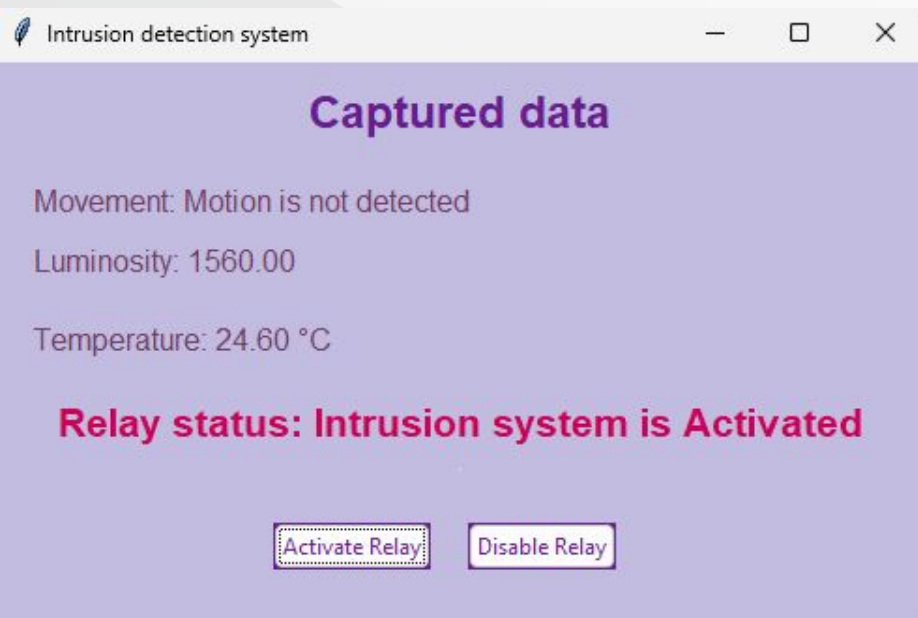 Intrusion detection system
Captured data
Movement: Motion is not detected
Luminosity: 1560.00
Temperature: 24.60 °C
Relay status: Intrusion system is Activated
Activate Relay Disable Relay